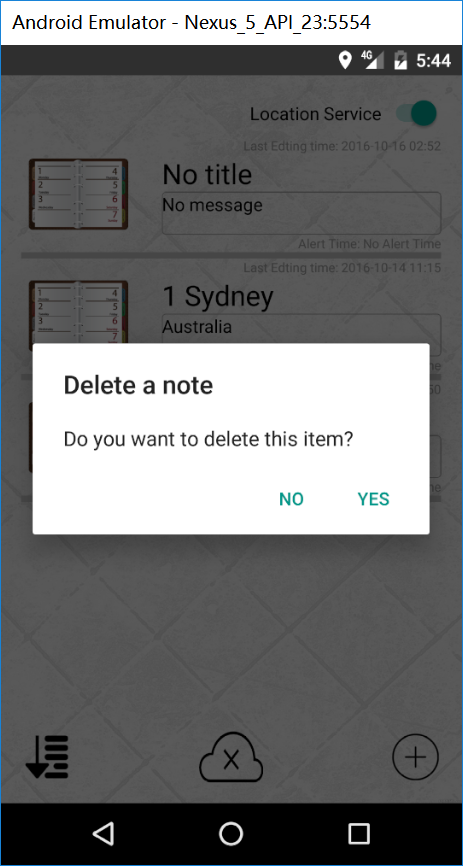 Android Emulator - Nexus_5_API_23:5554
4G 5:44
Location Service
Last Edting time: 2016-10-16 02:52
No title
No message
Alert Time: No Alert Time
Last Edting time: 2016-10-14 11:15
1 Sydney
Australia
Delete a note
Do you want to delete this item?
NO YES
X